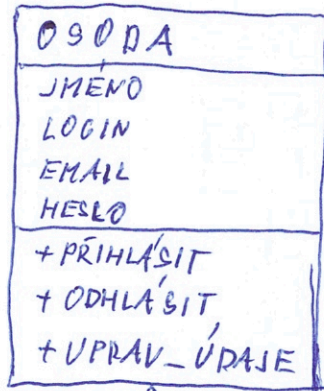 OSOBA
JMÉNO
LOGIN
EMAIL
HESLO
+ PŘIHLÁSIT
+ ODHLÁSIT
+ UPRAV_ÚDAJE